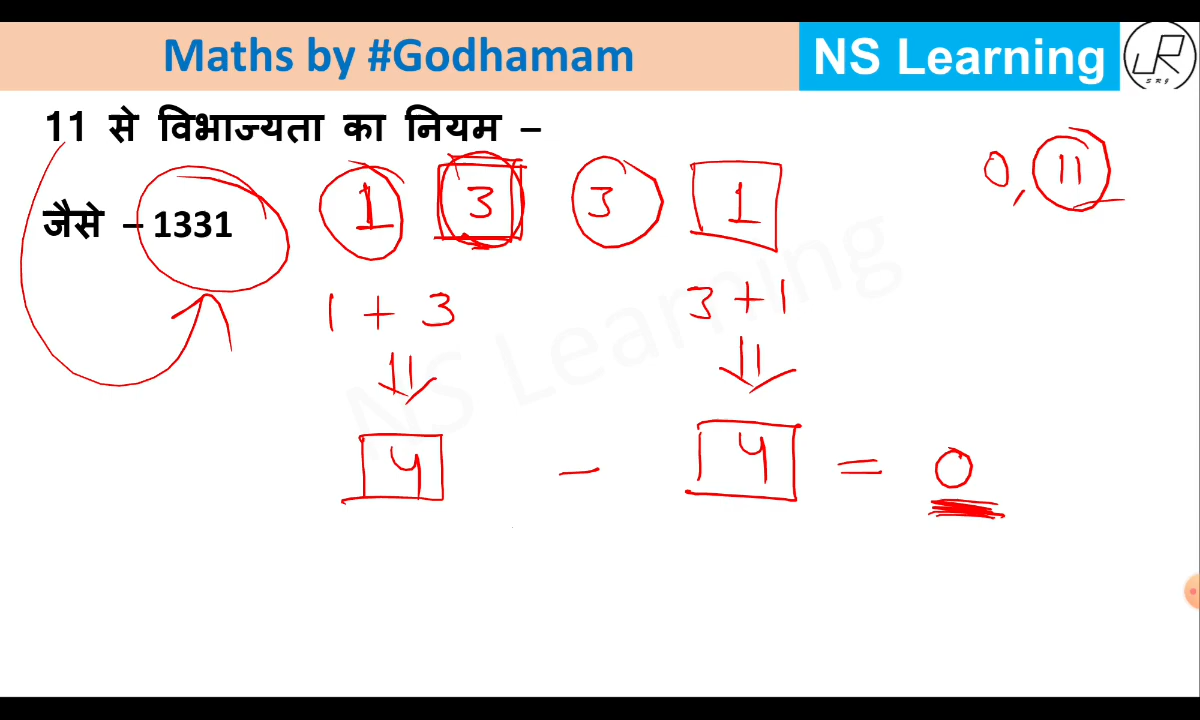 Maths by #Godhamam
NS Learning
SRJ
11 से विभाज्यता का नियम –
0, 11
जैसे – 1331
1 3 3 1
1 + 3
3 + 1
NS Learning
4 – 4 = 0